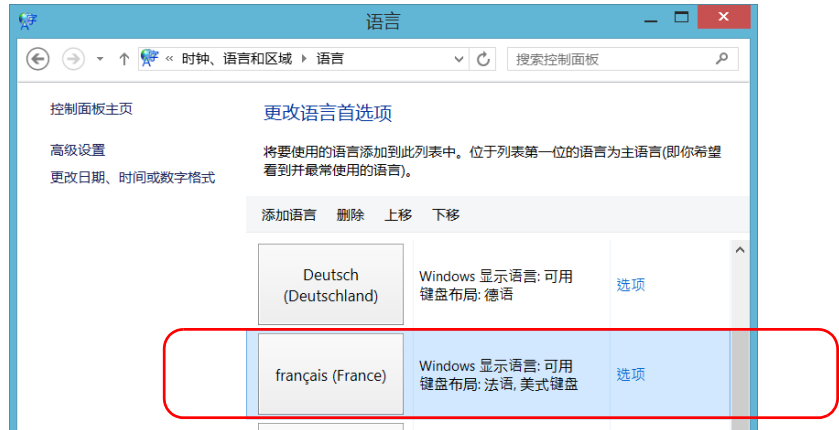 语言
« 时钟、语言和区域 › 语言
搜索控制面板
控制面板主页
高级设置
更改日期、时间或数字格式
更改语言首选项
将要使用的语言添加到此列表中。位于列表第一位的语言为主语言(即你希望
看到并最常使用的语言)。
添加语言 删除 上移 下移
Deutsch
(Deutschland)
Windows 显示语言: 可用
键盘布局: 德语
选项
français (France)
Windows 显示语言: 可用
键盘布局: 法语, 美式键盘
选项